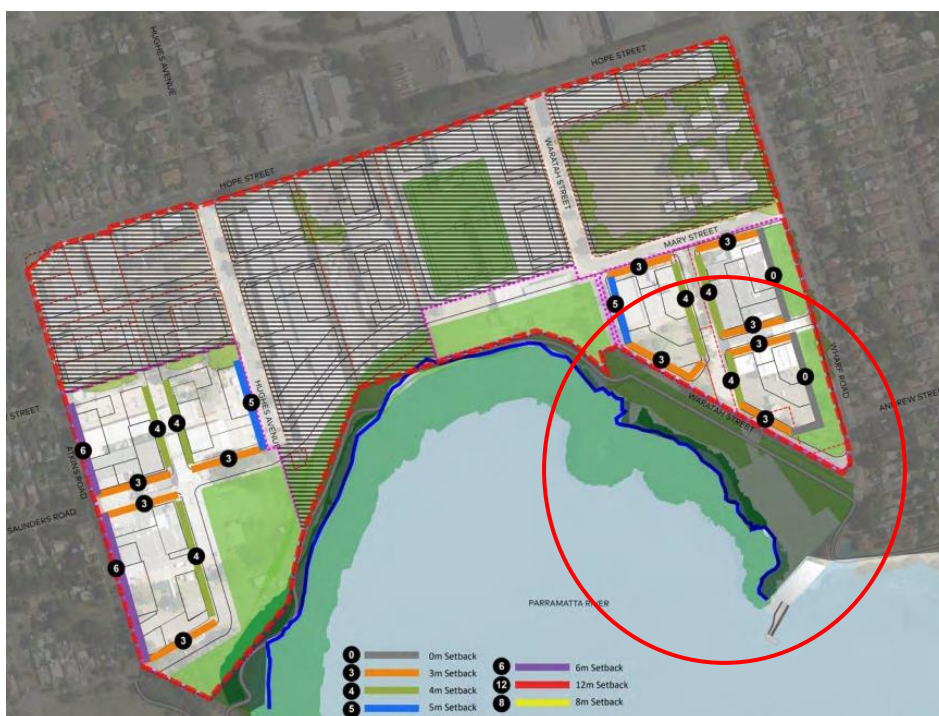 HUGHES AVENUE
HOPE STREET
HOPE STREET
WARATAH STREET
MARY STREET
3
3
0
4
4
5
3
3
3
4
0
3
WHARF ROAD
ANDREW STRE
WARATAH STREET
HUGHES AVENUE
5
4
4
3
6
3
3
4
6
3
STREET
ATKINS ROAD
SAUNDERS ROAD
PARRAMATTA RIVER
0 0m Setback
3 3m Setback
4 4m Setback
5 5m Setback
6 6m Setback
12 12m Setback
8 8m Setback